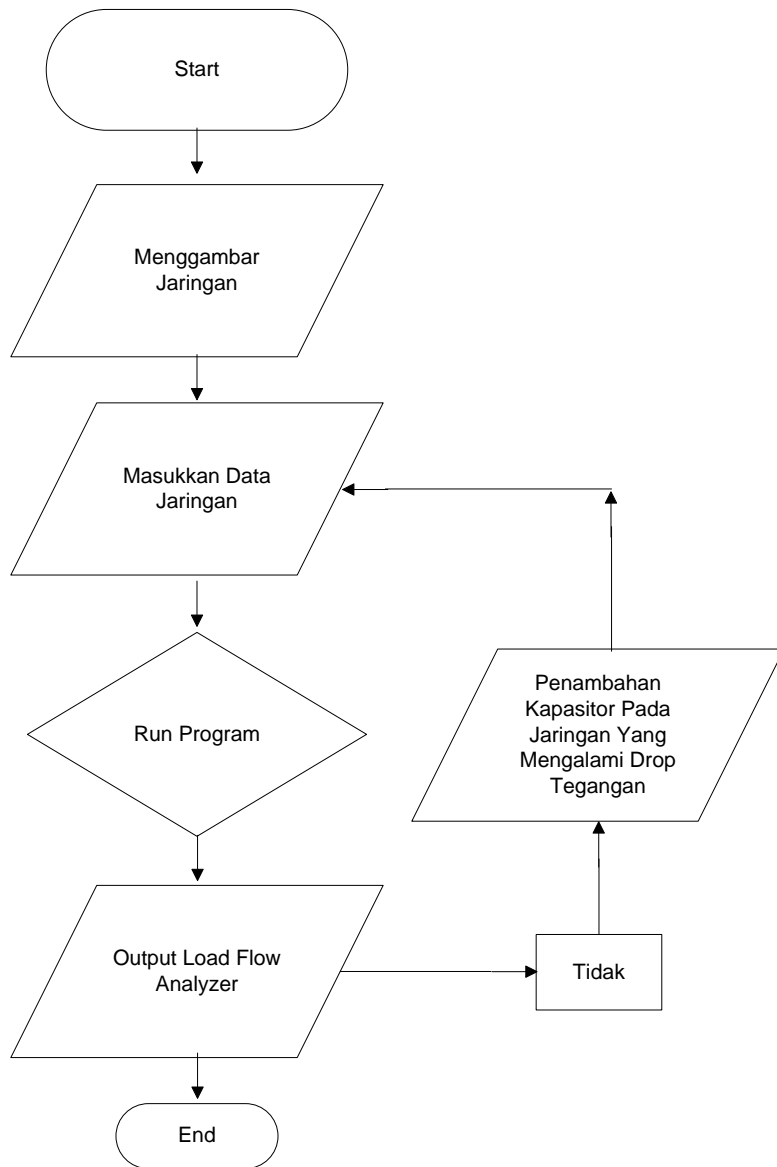 Start
Menggambar
Jaringan
Masukkan Data
Jaringan
Run Program
Penambahan
Kapasitor Pada
Jaringan Yang
Mengalami Drop
Tegangan
Output Load Flow
Analyzer
Tidak
End